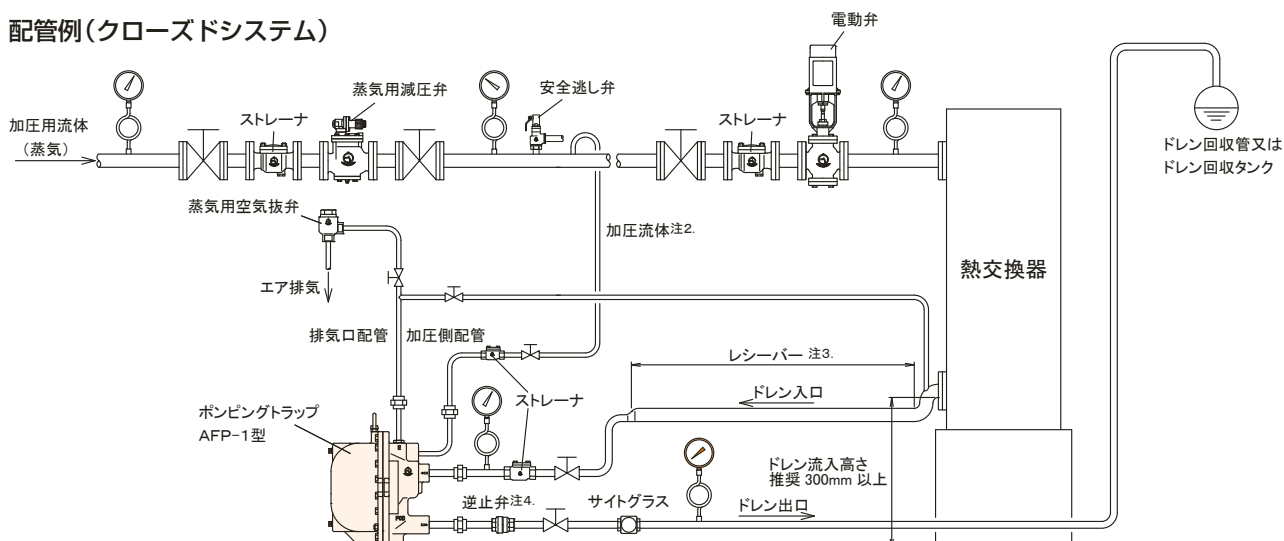 配管例(クローズドシステム)
電動弁
蒸気用減圧弁
安全逃し弁
加圧用流体
(蒸気)
ストレーナ
ストレーナ
ドレン回収管又は
ドレン回収タンク
蒸気用空気抜弁
加圧流体注2.
熱交換器
エア排気
排気口配管
加圧側配管
レシーバー 注3.
ドレン入口
ストレーナ
ポンピングトラップ
AFP-1型
ドレン流入高さ
推奨 300mm 以上
逆止弁注4.
サイトグラス
ドレン出口